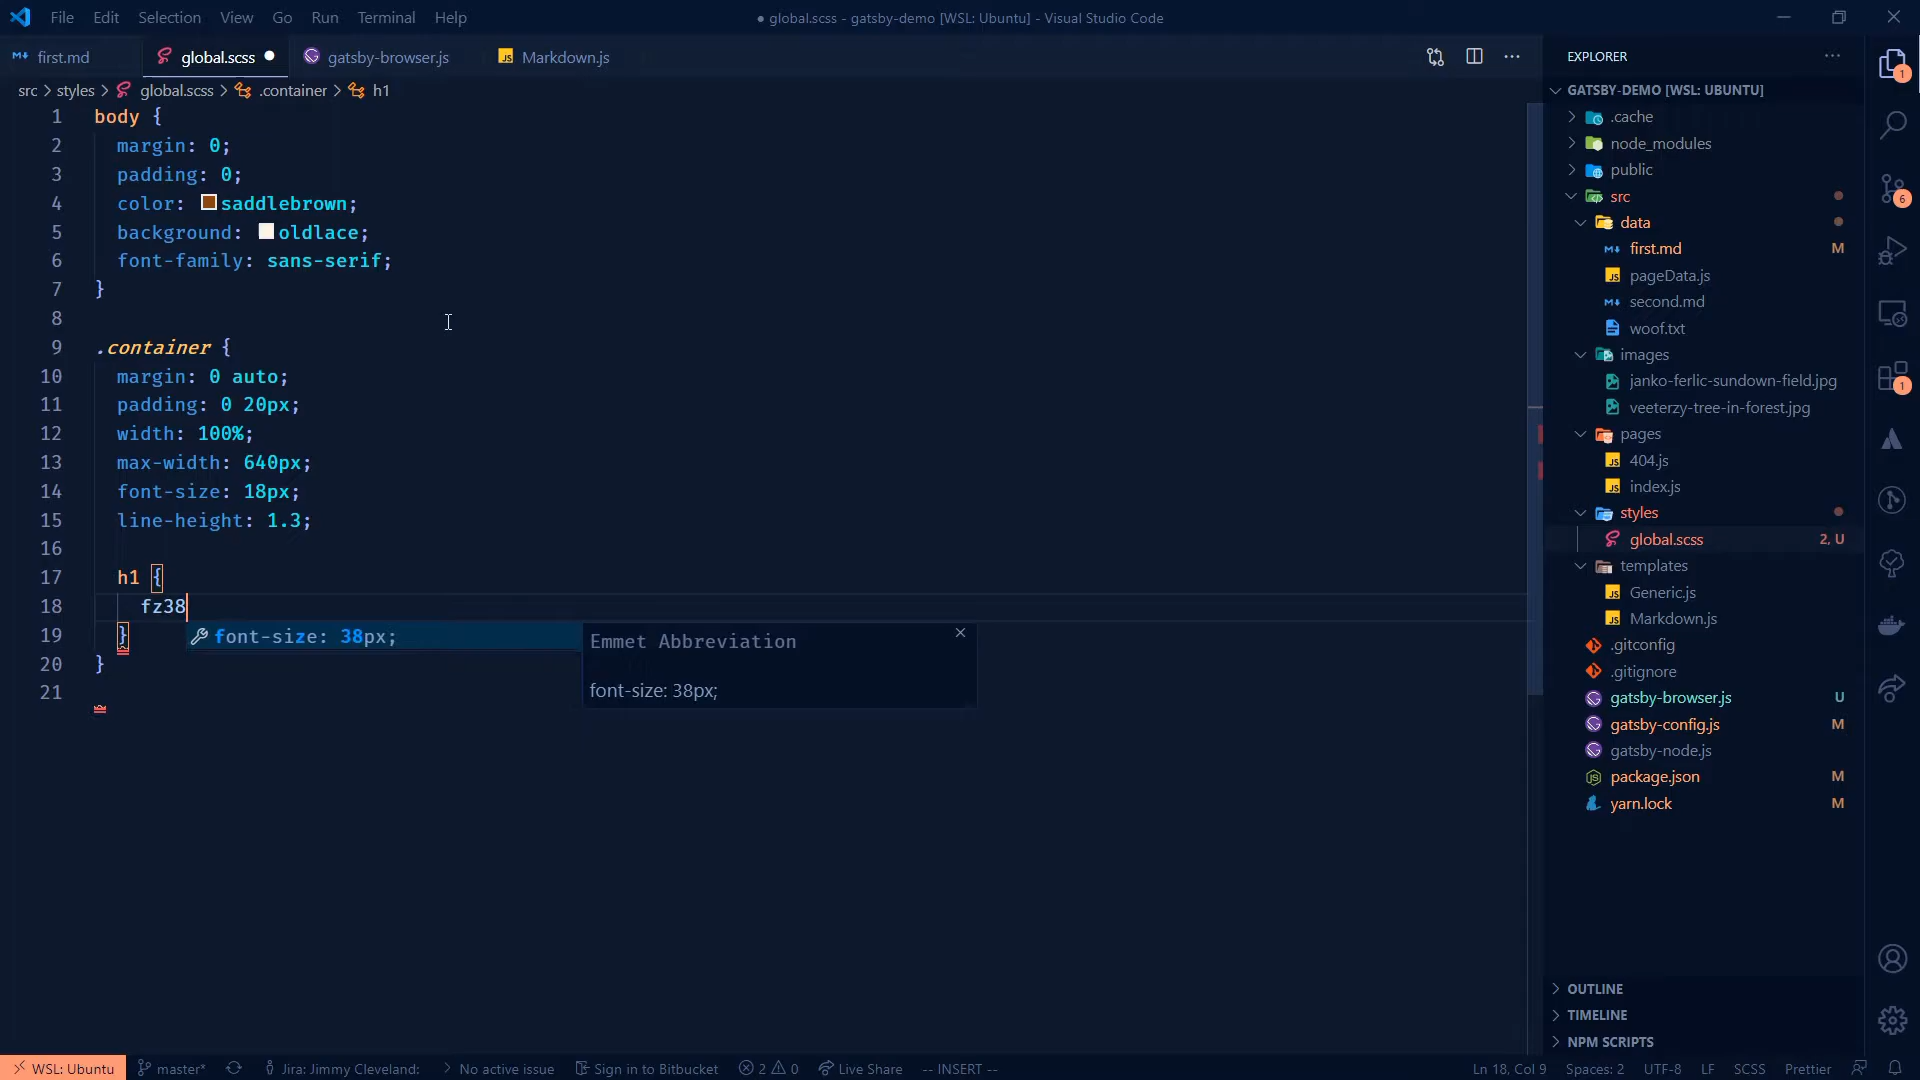 File Edit Selection View Go Run Terminal Help
● global.scss - gatsby-demo [WSL: Ubuntu] - Visual Studio Code
first.md
global.scss ●
gatsby-browser.js
Markdown.js
src > styles > global.scss > .container > h1
1 body {
2 margin: 0;
3 padding: 0;
4 color: saddlebrown;
5 background: oldlace;
6 font-family: sans-serif;
7 }
8
9 .container {
10 margin: 0 auto;
11 padding: 0 20px;
12 width: 100%;
13 max-width: 640px;
14 font-size: 18px;
15 line-height: 1.3;
16
17 h1 {
18 fz38
19 }
20 }
21
font-size: 38px;
Emmet Abbreviation
font-size: 38px;
EXPLORER
GATSBY-DEMO [WSL: UBUNTU]
.cache
node_modules
public
src
data
first.md M
pageData.js
second.md
woof.txt
images
janko-ferlic-sundown-field.jpg
veeterzy-tree-in-forest.jpg
pages
404.js
index.js
styles
global.scss 2, U
templates
Generic.js
Markdown.js
.gitconfig
.gitignore
gatsby-browser.js U
gatsby-config.js M
gatsby-node.js
package.json M
yarn.lock M
OUTLINE
TIMELINE
NPM SCRIPTS
1
6
1
WSL: Ubuntu master* Jira: Jimmy Cleveland: No active issue Sign in to Bitbucket 2 0 Live Share -- INSERT --
Ln 18, Col 9 Spaces: 2 UTF-8 LF SCSS Prettier